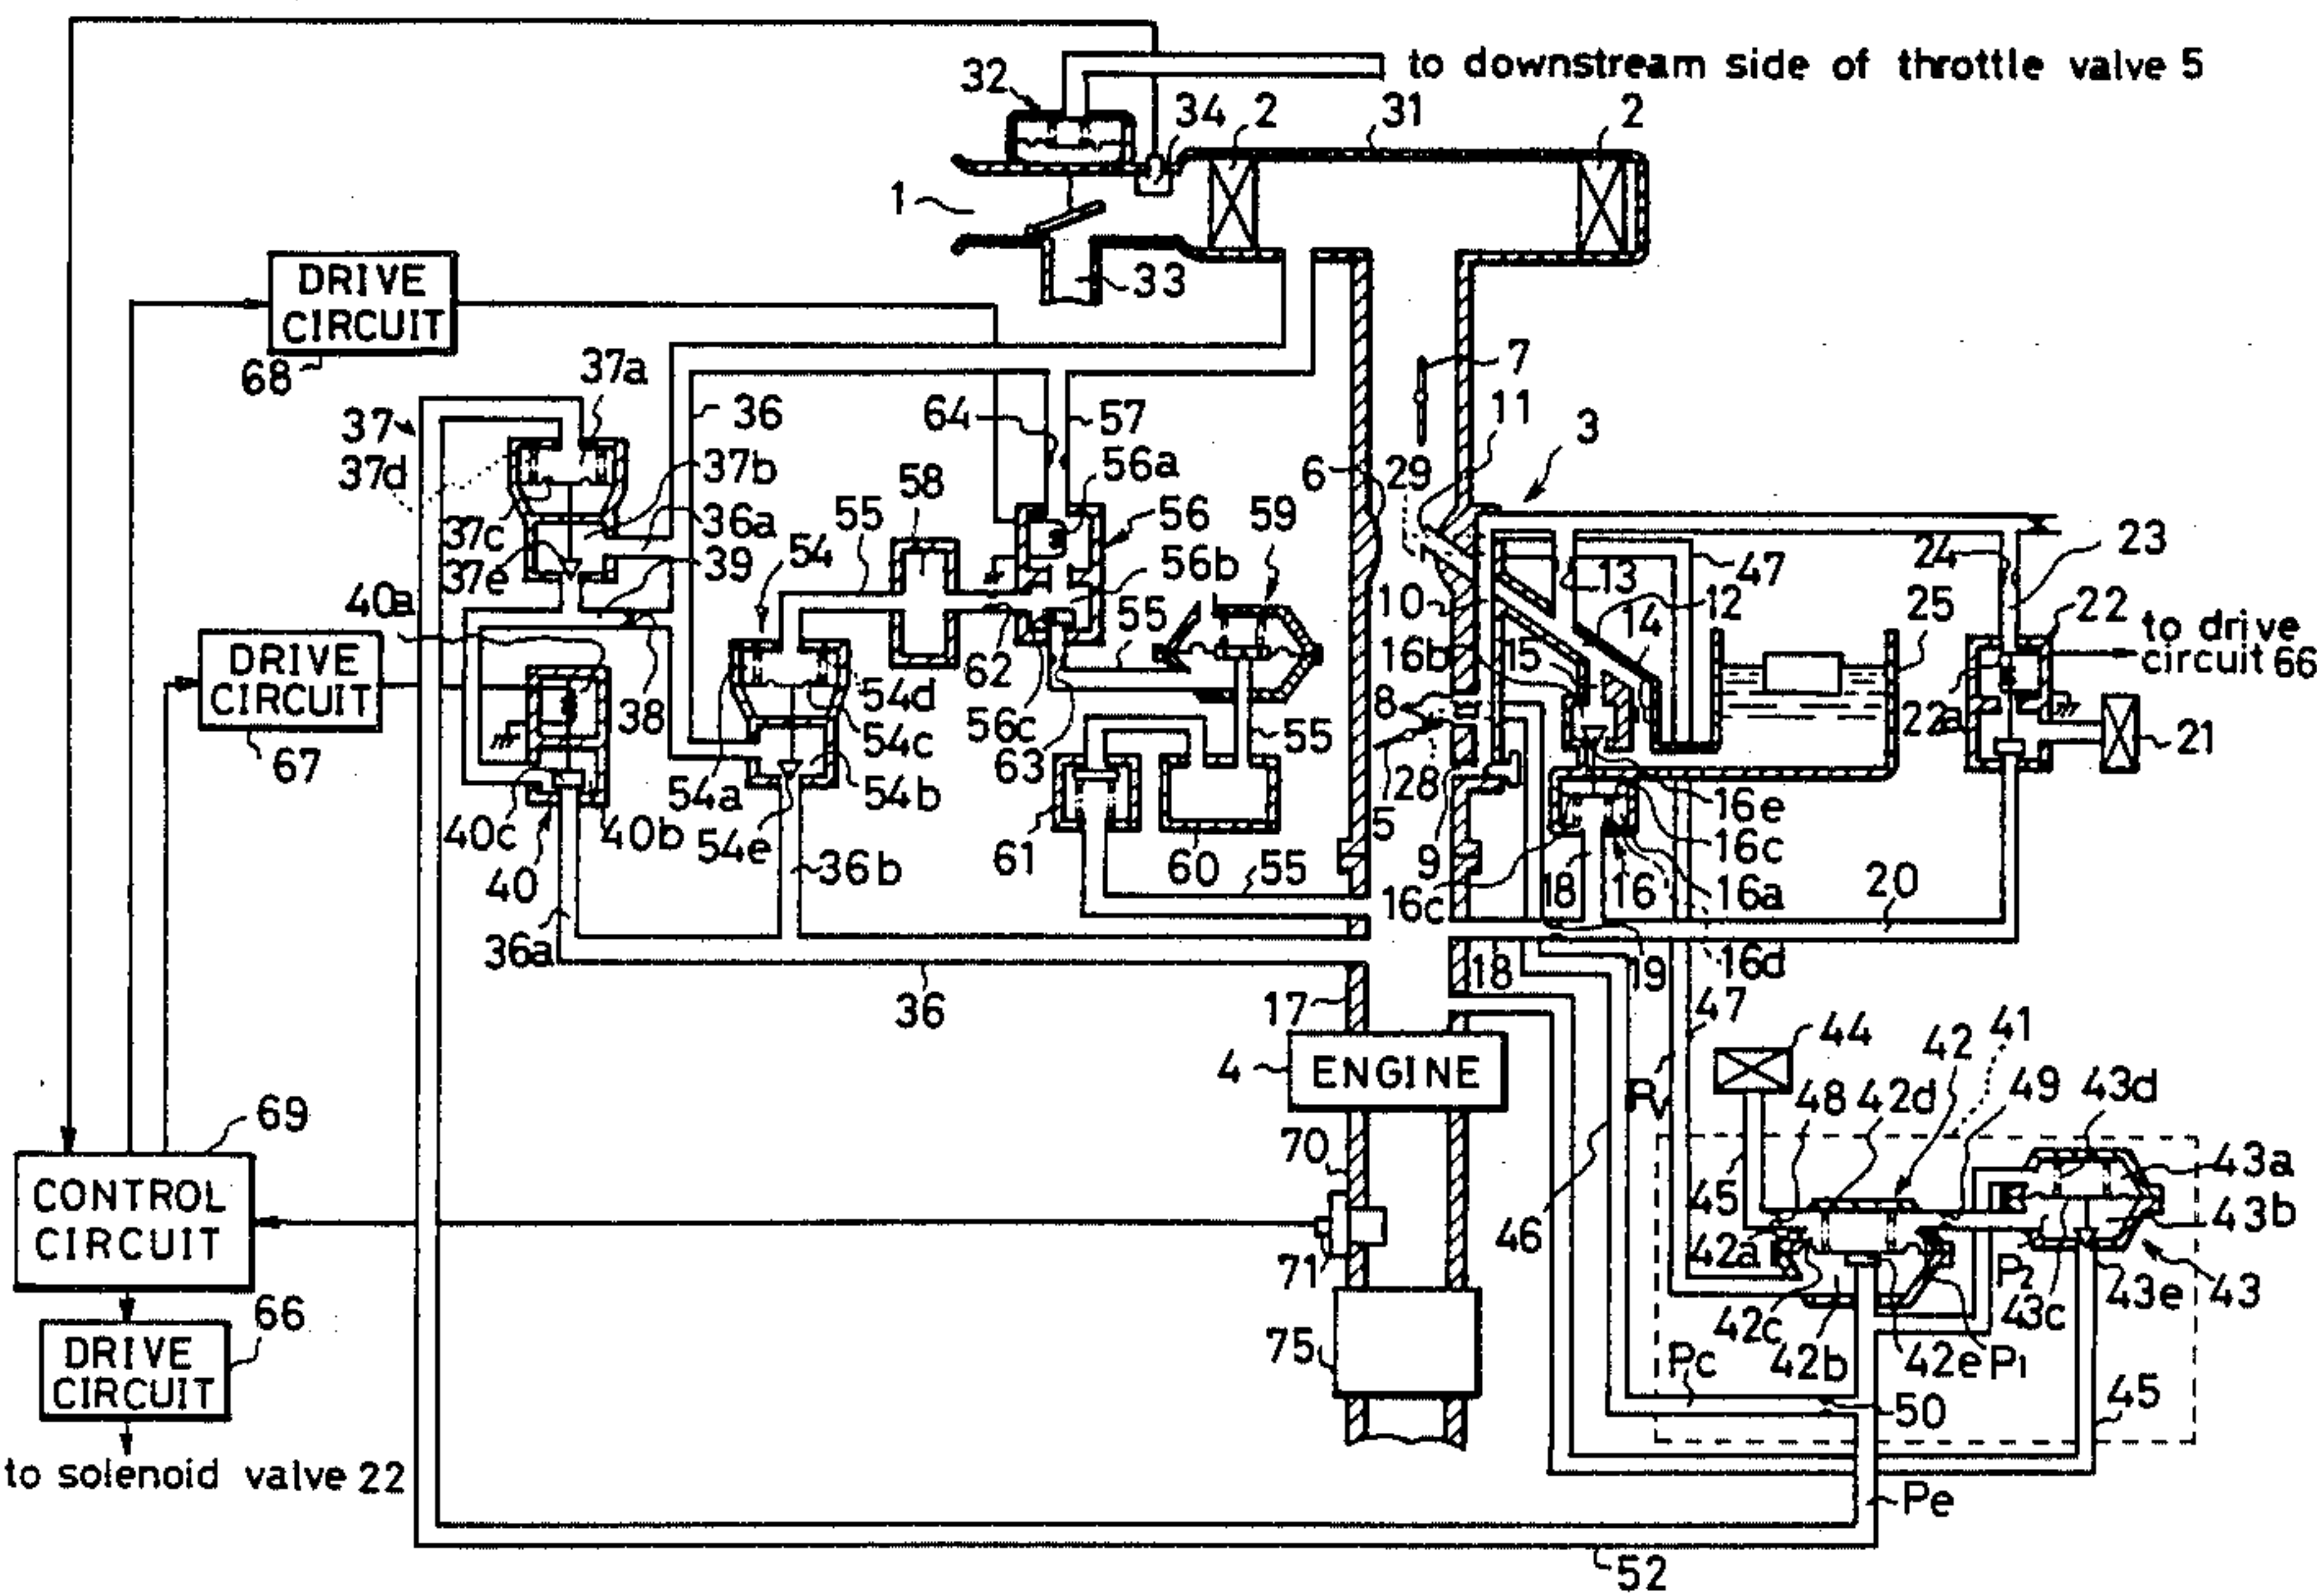 to downstream side of throttle valve 5
32
34
2
31
2
1
33
DRIVE
CIRCUIT
68
7
11
3
37a
37
36
64
57
37d
37b
56a
6
29
58
36a
55
56
59
37c
54
24
23
37e
39
13
47
40a
56b
10
12
25
22
55
14
to drive
circuit 66
DRIVE
CIRCUIT
16b
15
62
54d
38
56c
8
22a
54c
63
55
21
67
28
54a
54b
5
16e
40c
40b
54e
61
9
16c
40
36b
60
55
16c
18
16
16a
20
36a
18
19
16d
36
17
47
44
42
41
4
ENGINE
Pv
69
48
42d
49
43d
70
43a
CONTROL
CIRCUIT
45
46
42a
43b
71
P2
43e
43
66
43c
42c
DRIVE
CIRCUIT
75
42b
42e
P1
Pc
50
45
to solenoid valve 22
Pe
52